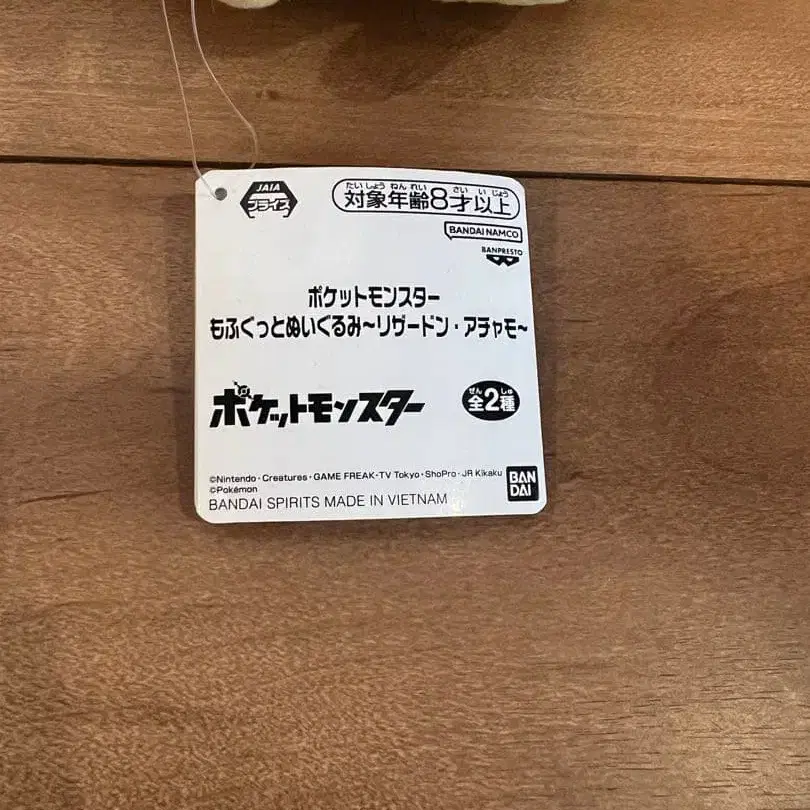 JAIA
プライズ
たいしょうねんれい さいいじょう
対象年齢8才以上
BANDAI NAMCO
BANPRESTO
ポケットモンスター
もふぐっとぬいぐるみ〜リザードン・アチャモ〜
ポケットモンスター
ぜん しゅ
全2種
©Nintendo・Creatures・GAME FREAK・TV Tokyo・ShoPro・JR Kikaku
©Pokémon
BANDAI SPIRITS MADE IN VIETNAM
BAN
DAI